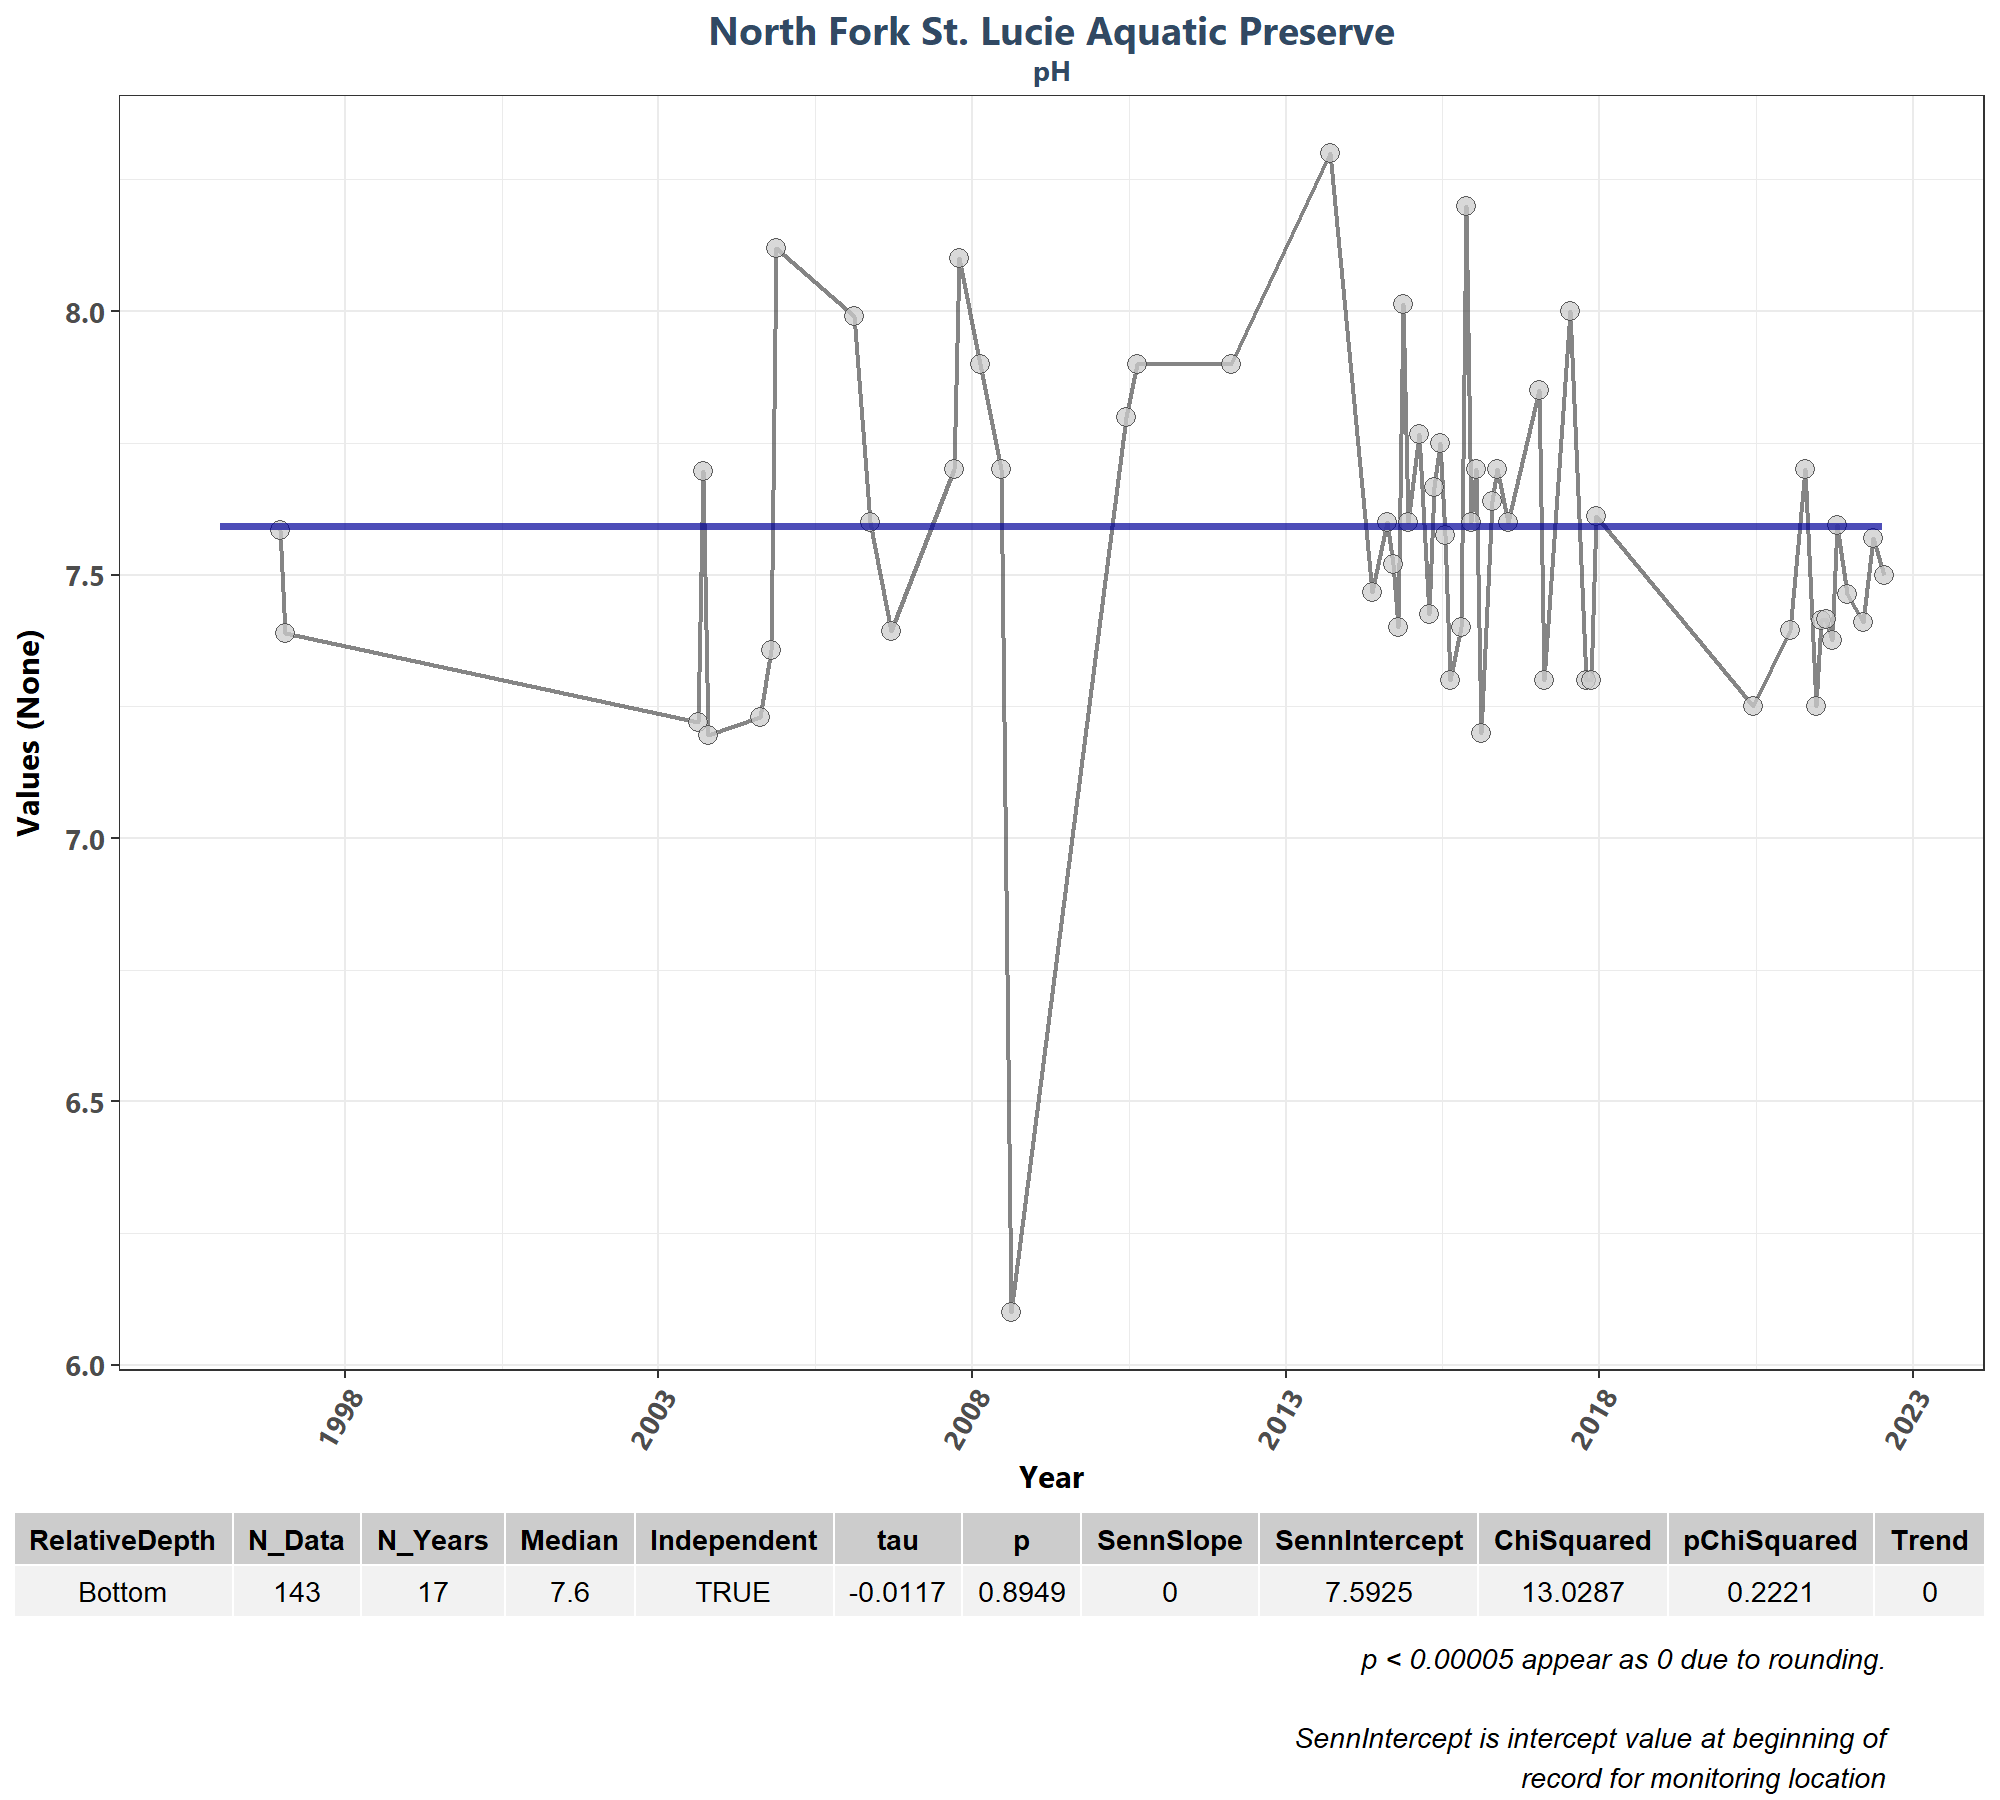 North Fork St. Lucie Aquatic Preserve
pH
Values (None)
8.0
7.5
7.0
6.5
6.0
1998 2003 2008 2013 2018 2023
Year
RelativeDepth N_Data N_Years Median Independent tau p SennSlope SennIntercept ChiSquared pChiSquared Trend
Bottom 143 17 7.6 TRUE -0.0117 0.8949 0 7.5925 13.0287 0.2221 0
p < 0.00005 appear as 0 due to rounding.
SennIntercept is intercept value at beginning of
record for monitoring location